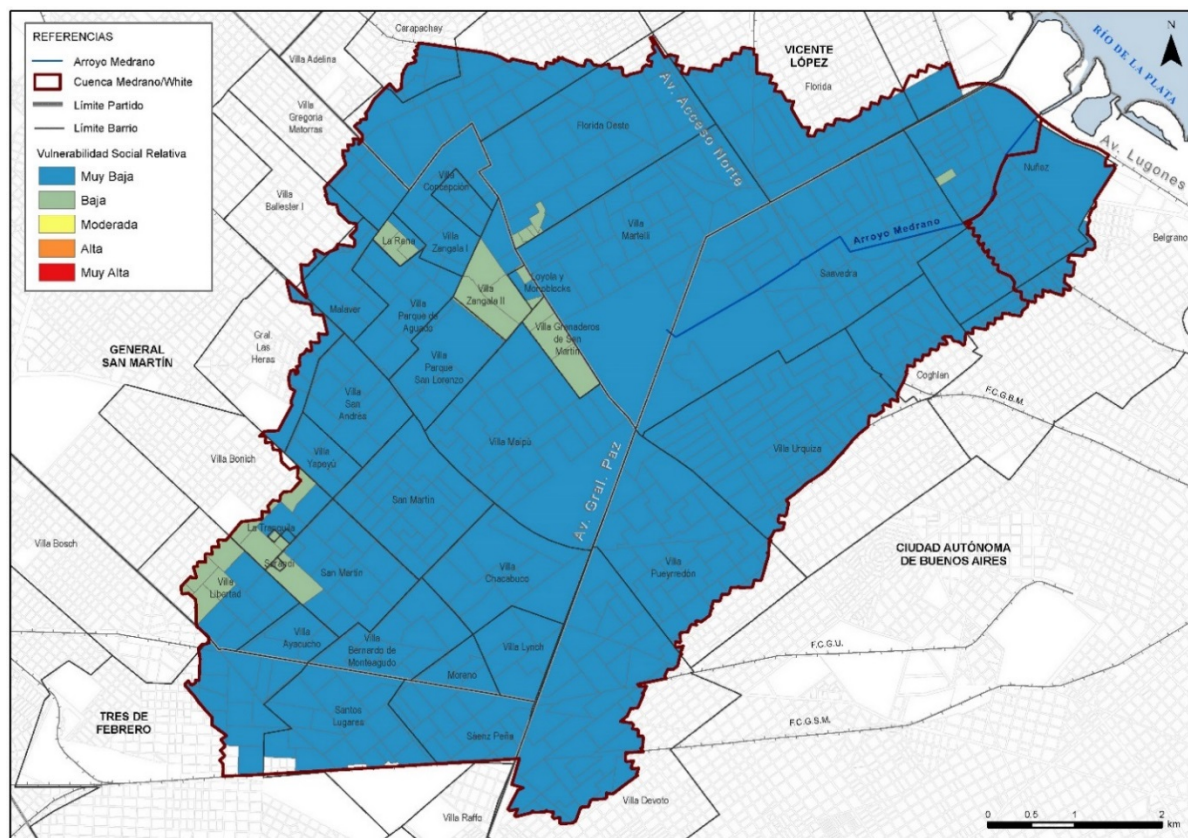 REFERENCIAS
Arroyo Medrano
Cuenca Medrano/White
Límite Partido
Límite Barrio
Vulnerabilidad Social Relativa
Muy Baja
Baja
Moderada
Alta
Muy Alta
Carapachay
Villa Adelina
Villa
Gregoria
Matorras
Villa
Ballester I
VICENTE
LÓPEZ
Florida
RÍO DE LA PLATA
N
Av. Lugones
Av. Acceso Norte
Florida Oeste
Nuñez
Belgrano
Villa
Concepción
La Rana
Villa
Zangala I
Villa
Martelli
Arroyo Medrano
Saavedra
Loyola y
Monoblocks
Villa
Zangala II
Malaver
Villa
Parque de
Aguado
Villa Granaderos
de San
Martín
Gral.
Las
Heras
GENERAL
SAN MARTÍN
Villa
Parque
San Lorenzo
Coghlan
F.C.G.B.M.
Villa
San
Andrés
Villa Maipú
Villa Urquiza
Villa Bonich
Villa
Yapeyú
Av. Gral. Paz
San Martín
La Tranquila
Villa Bosch
Sarandí
San Martín
Villa
Libertad
Villa
Chacabuco
Villa
Pueyrredón
CIUDAD AUTÓNOMA
DE BUENOS AIRES
Villa
Ayacucho
Villa
Bernardo de
Monteagudo
Villa Lynch
Moreno
F.C.G.U.
TRES DE
FEBRERO
Santos
Lugares
Sáenz Peña
F.C.G.S.M.
Villa Raffo
Villa Devoto
0 0.5 1 2
km